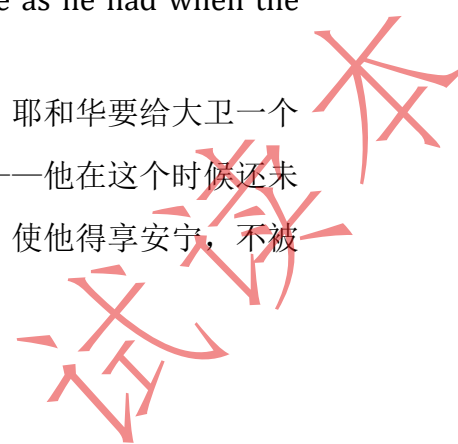 e as he had when the
耶和华要给大卫一个
——他在这个时候还未
使他得享安宁，不被
试读本